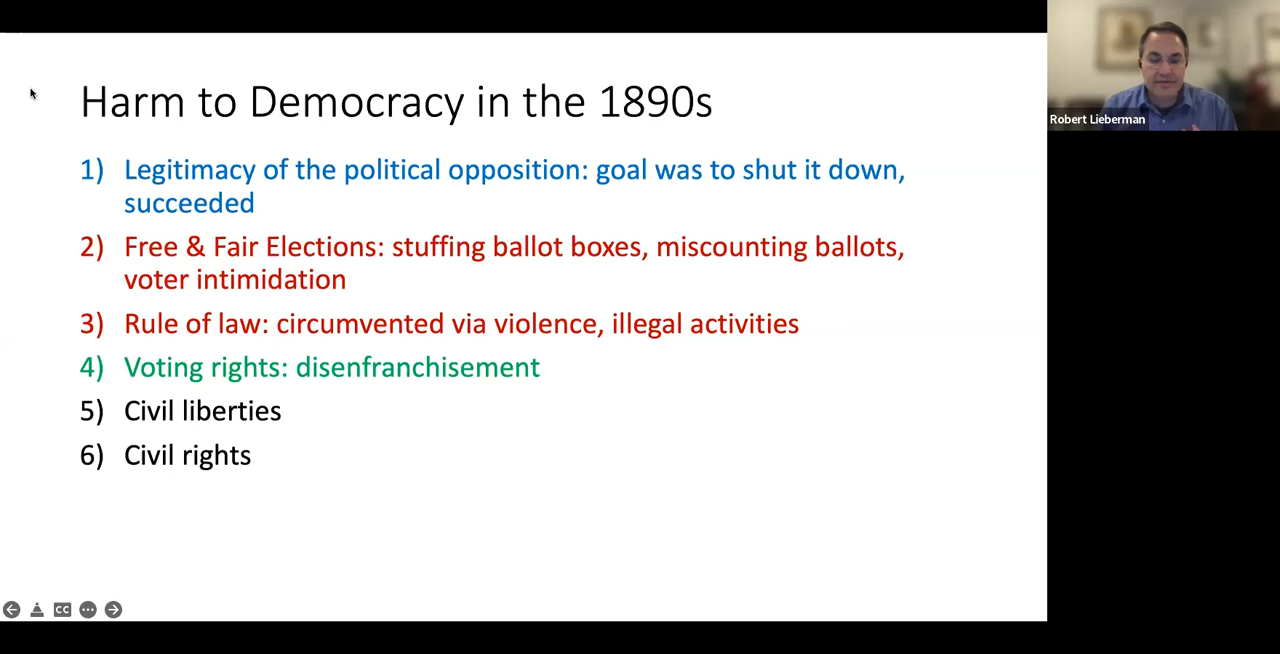 Harm to Democracy in the 1890s
1) Legitimacy of the political opposition: goal was to shut it down,
succeeded
2) Free & Fair Elections: stuffing ballot boxes, miscounting ballots,
voter intimidation
3) Rule of law: circumvented via violence, illegal activities
4) Voting rights: disenfranchisement
5) Civil liberties
6) Civil rights
Robert Lieberman
CC